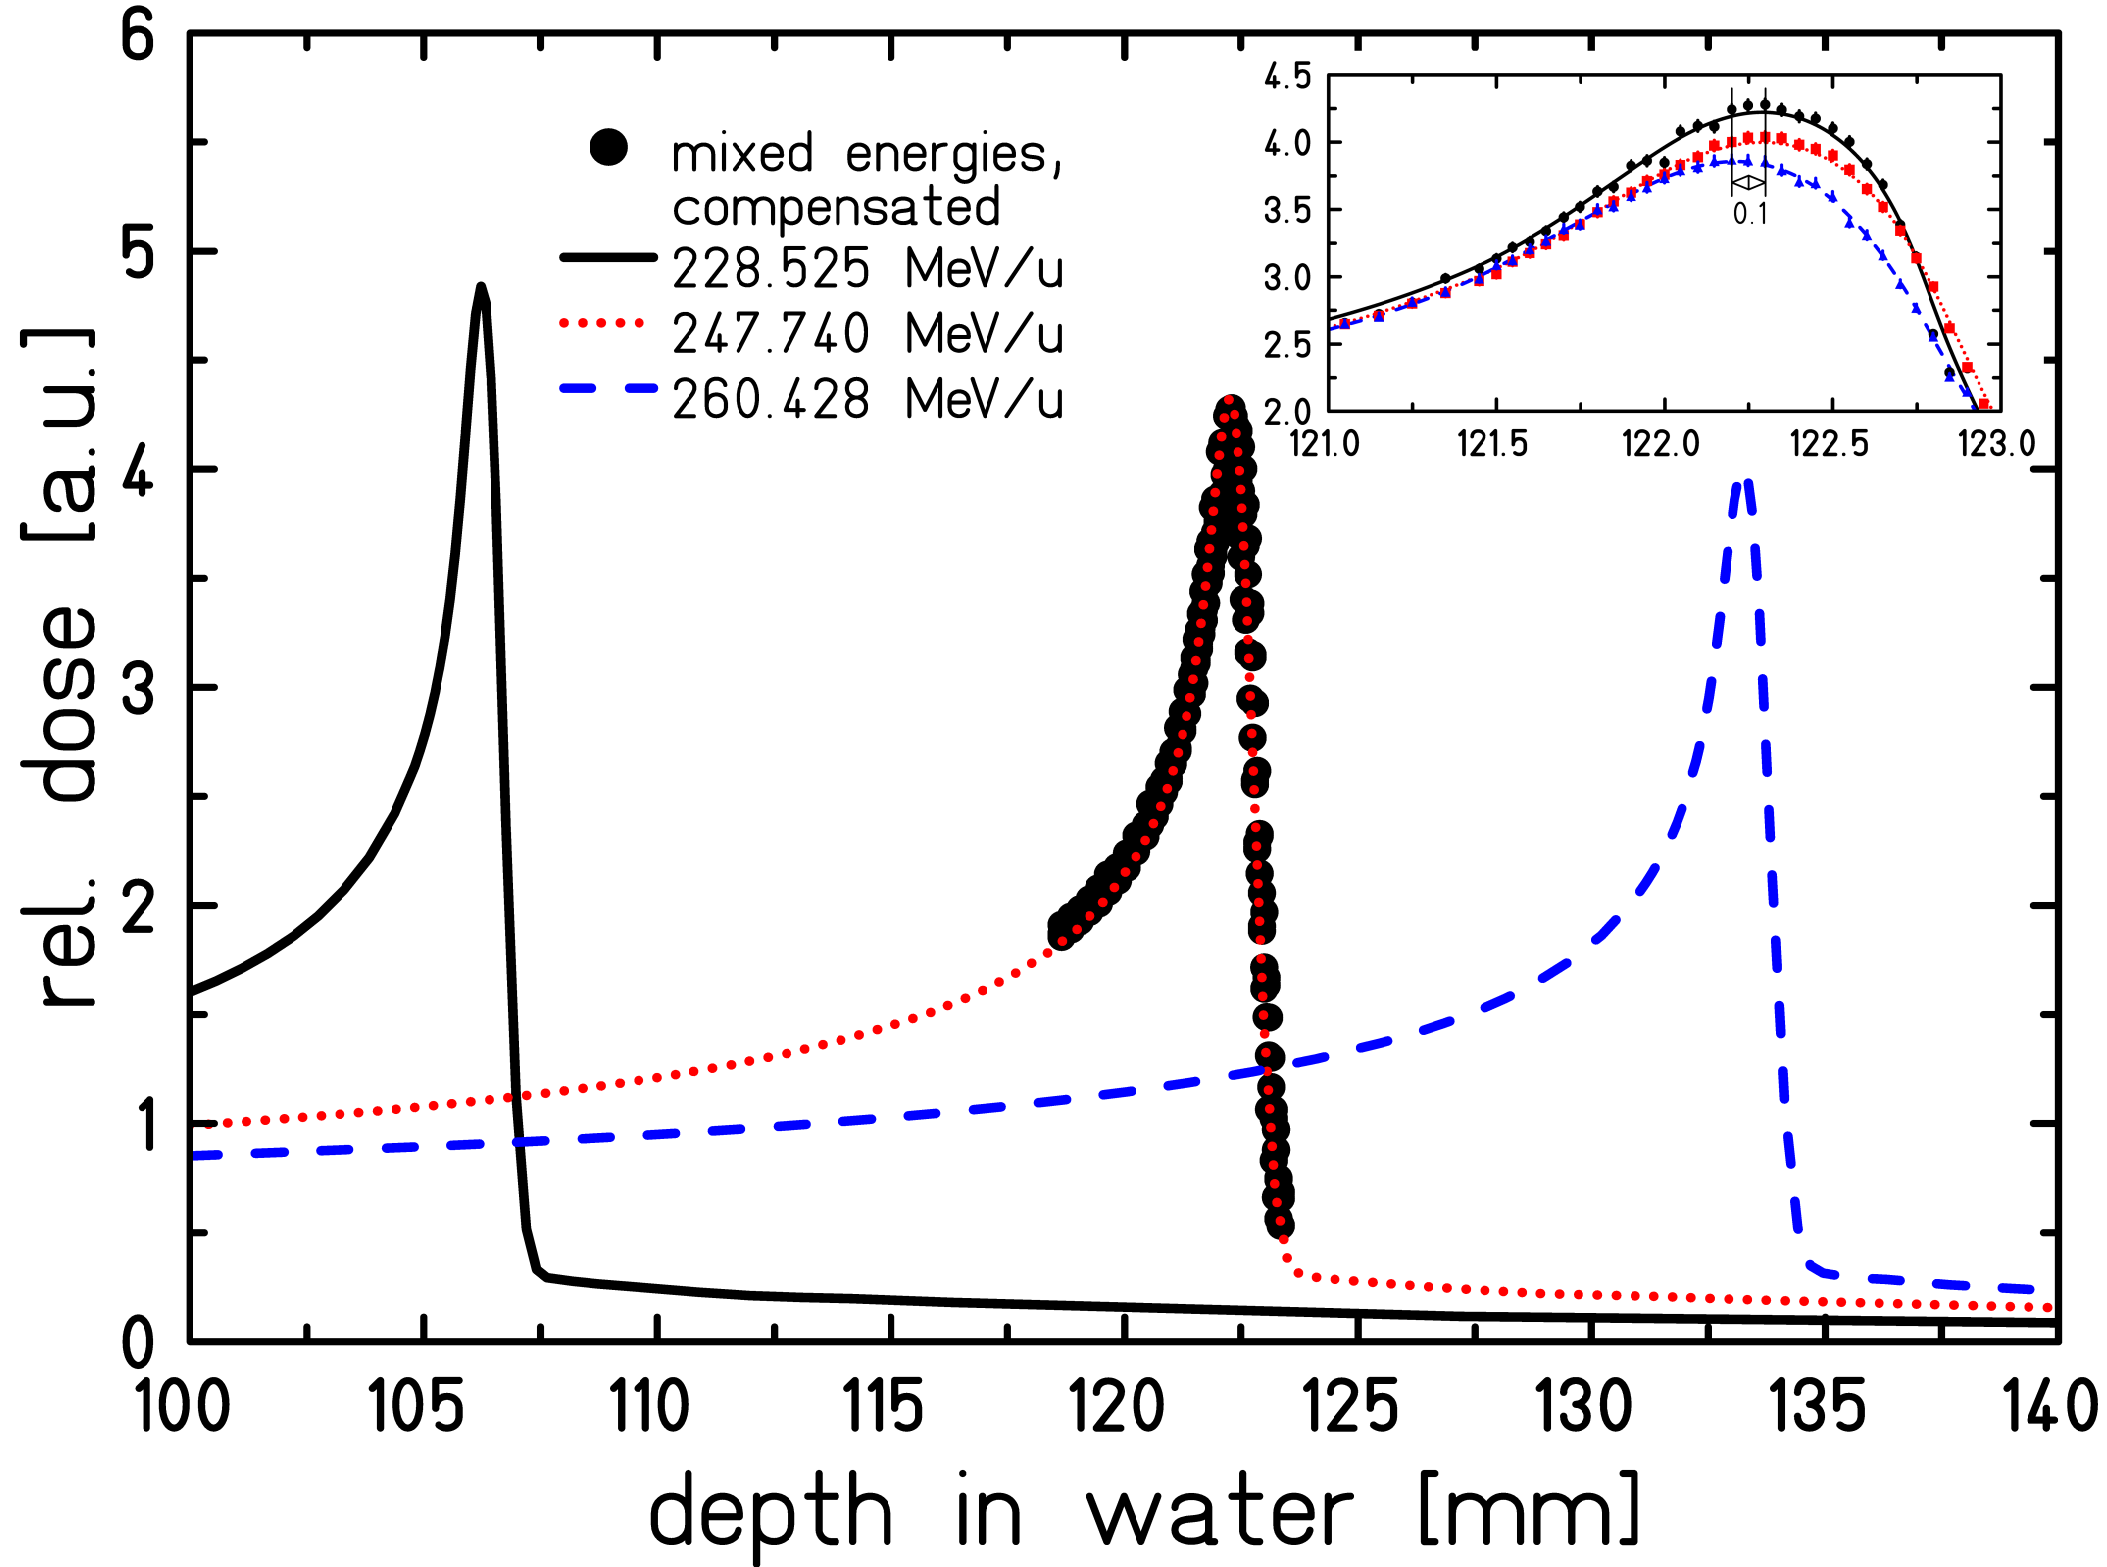 6
5
4
3
2
1
0
rel. dose [a.u.]
mixed energies,
compensated
228.525 MeV/u
247.740 MeV/u
260.428 MeV/u
4.5
4.0
3.5
3.0
2.5
2.0
0.1
121.0 121.5 122.0 122.5 123.0
100 105 110 115 120 125 130 135 140
depth in water [mm]